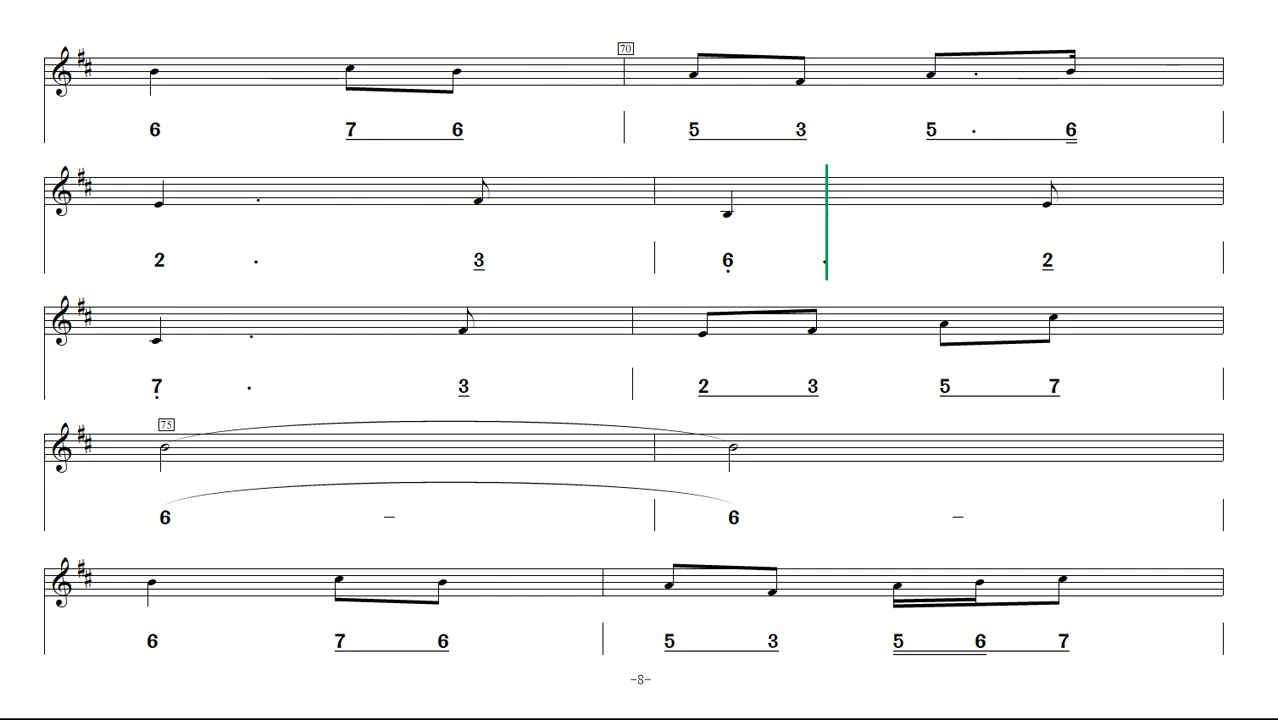 70
6 7 6 5 3 5 · 6
2 · 3 6 · 2
7 · 3 2 3 5 7
75
6 – 6 –
6 7 6 5 3 5 6 7
-8-